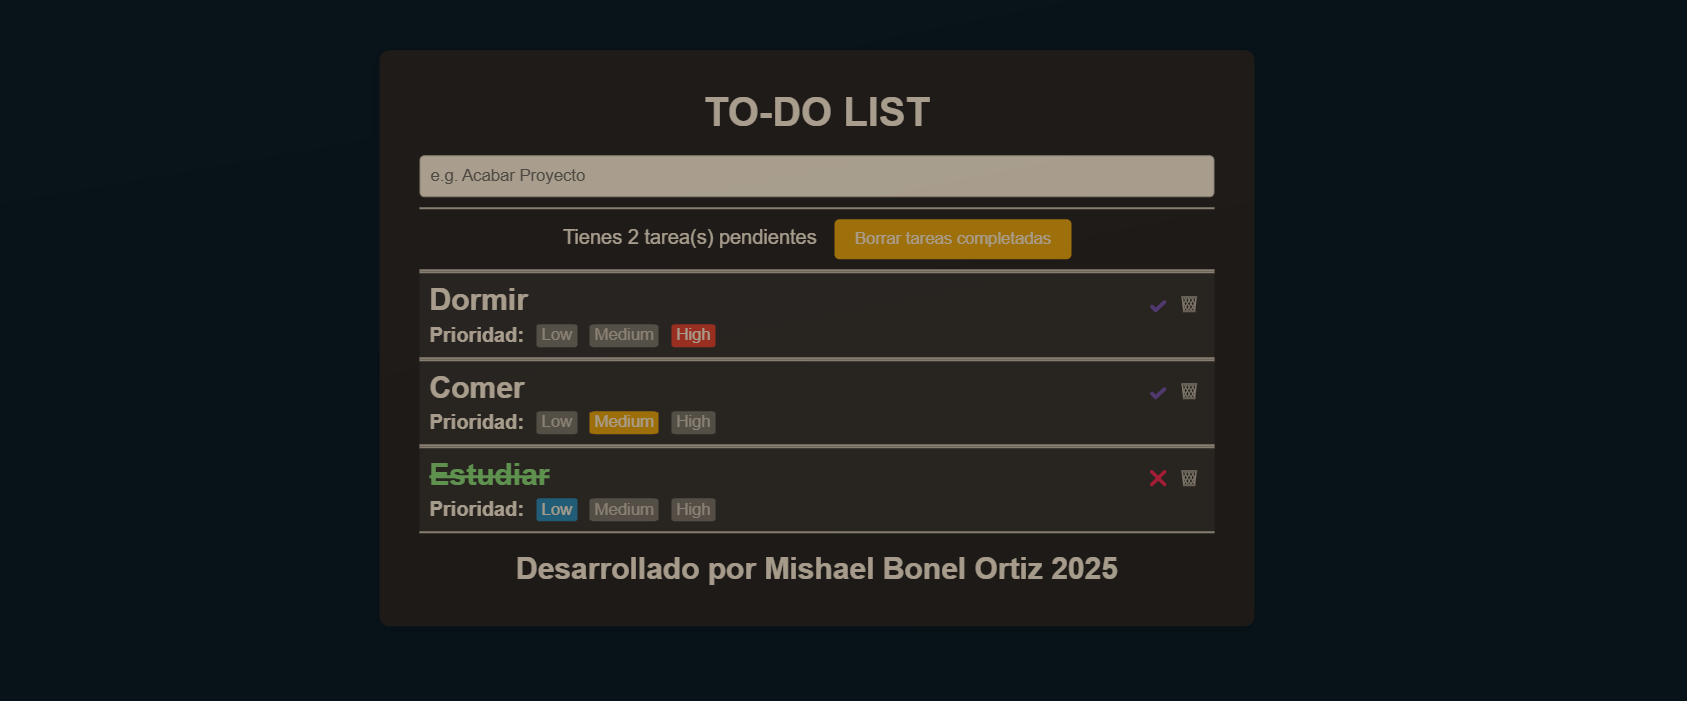 TO-DO LIST
e.g. Acabar Proyecto
Tienes 2 tarea(s) pendientes Borrar tareas completadas
Dormir
Prioridad: Low Medium High
Comer
Prioridad: Low Medium High
Estudiar
Prioridad: Low Medium High
Desarrollado por Mishael Bonel Ortiz 2025